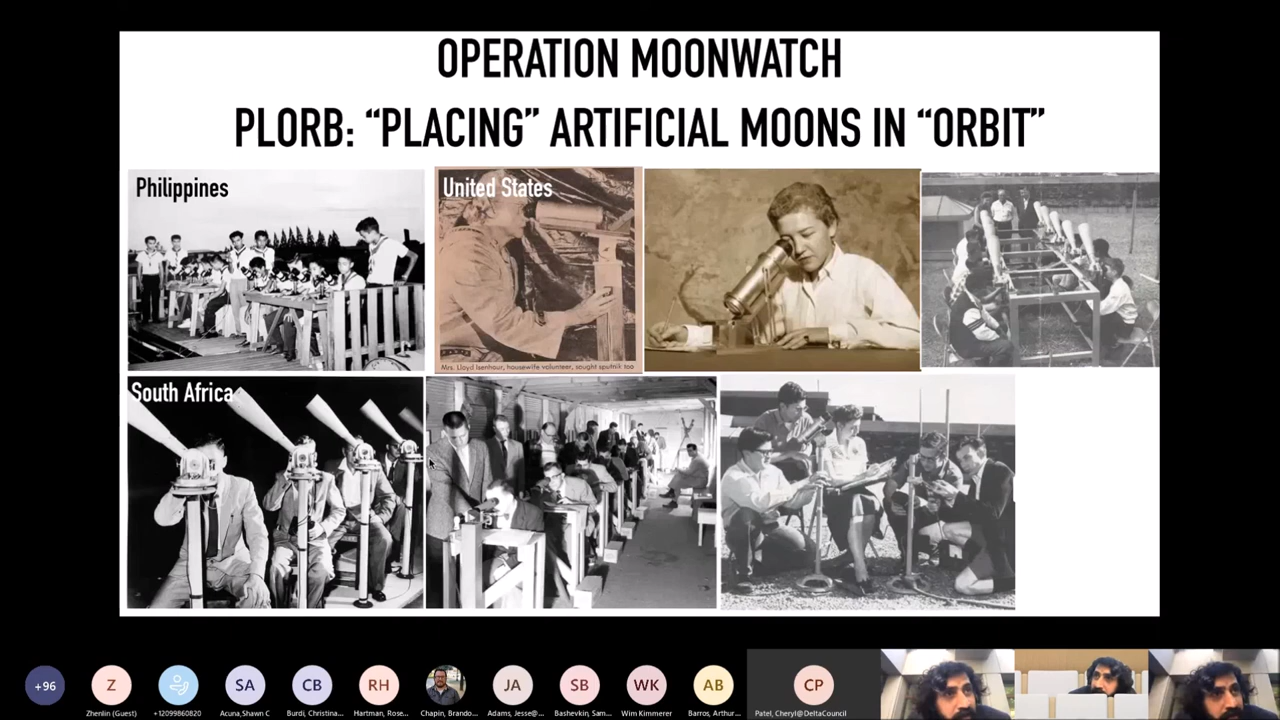 OPERATION MOONWATCH
PLORB: “PLACING” ARTIFICIAL MOONS IN “ORBIT”
Philippines
United States
Mrs. Lloyd Isenhour, housewife volunteer, sought sputnik too
South Africa
+96
Z
SA
CB
RH
JA
SB
WK
AB
CP
Zhenlin (Guest)
+12099860820
Acuna,Shawn C
Burdi, Christina...
Hartman, Rose...
Chapin, Brando...
Adams, Jesse@...
Bashevkin, Sam...
Wim Kimmerer
Barros, Arthur...
Patel, Cheryl@DeltaCouncil